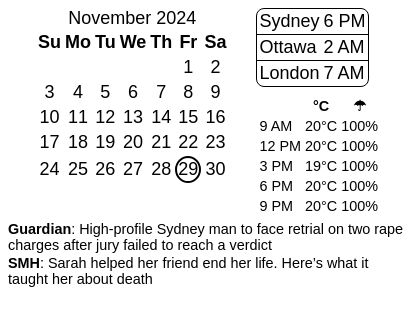 November 2024
Su Mo Tu We Th Fr Sa
1 2
3 4 5 6 7 8 9
10 11 12 13 14 15 16
17 18 19 20 21 22 23
24 25 26 27 28 29 30
Sydney 6 PM
Ottawa 2 AM
London 7 AM
°C ☂
9 AM 20°C 100%
12 PM 20°C 100%
3 PM 19°C 100%
6 PM 20°C 100%
9 PM 20°C 100%
Guardian: High-profile Sydney man to face retrial on two rape
charges after jury failed to reach a verdict
SMH: Sarah helped her friend end her life. Here’s what it
taught her about death